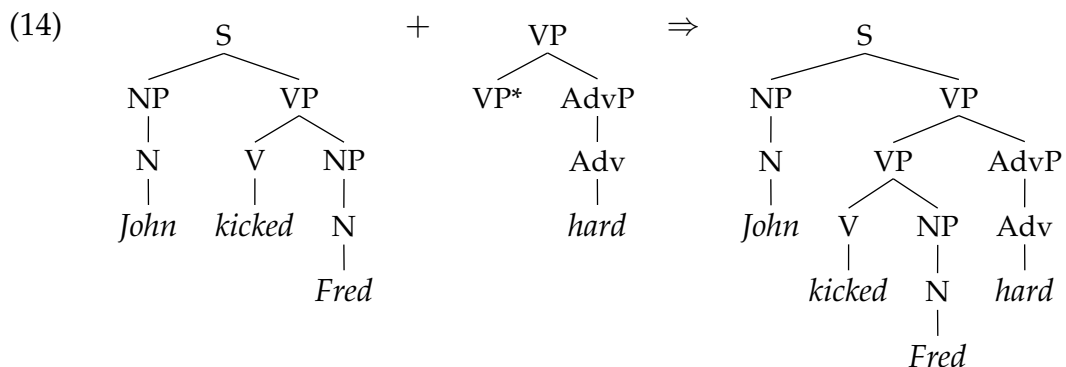 (14) S + VP ⇒ S
NP VP VP* AdvP NP VP
N V NP Adv N VP AdvP
John kicked N hard John V NP Adv
Fred kicked N hard
Fred